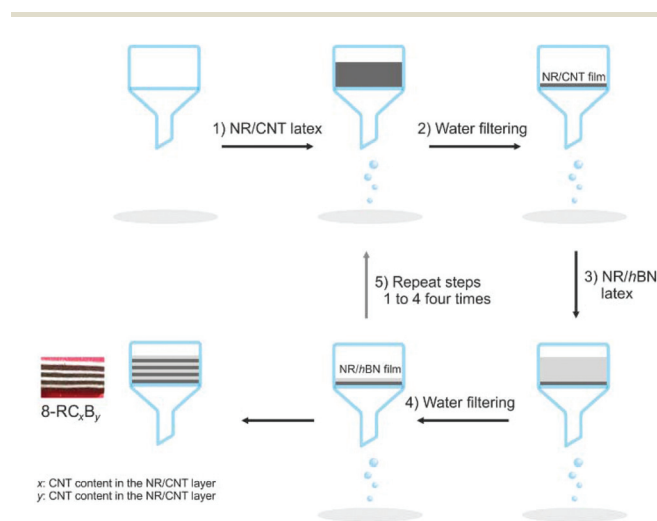 1) NR/CNT latex
2) Water filtering
NR/CNT film
3) NR/hBN
latex
5) Repeat steps
1 to 4 four times
NR/hBN film
4) Water filtering
8-RCxBy
x: CNT content in the NR/CNT layer
y: CNT content in the NR/CNT layer